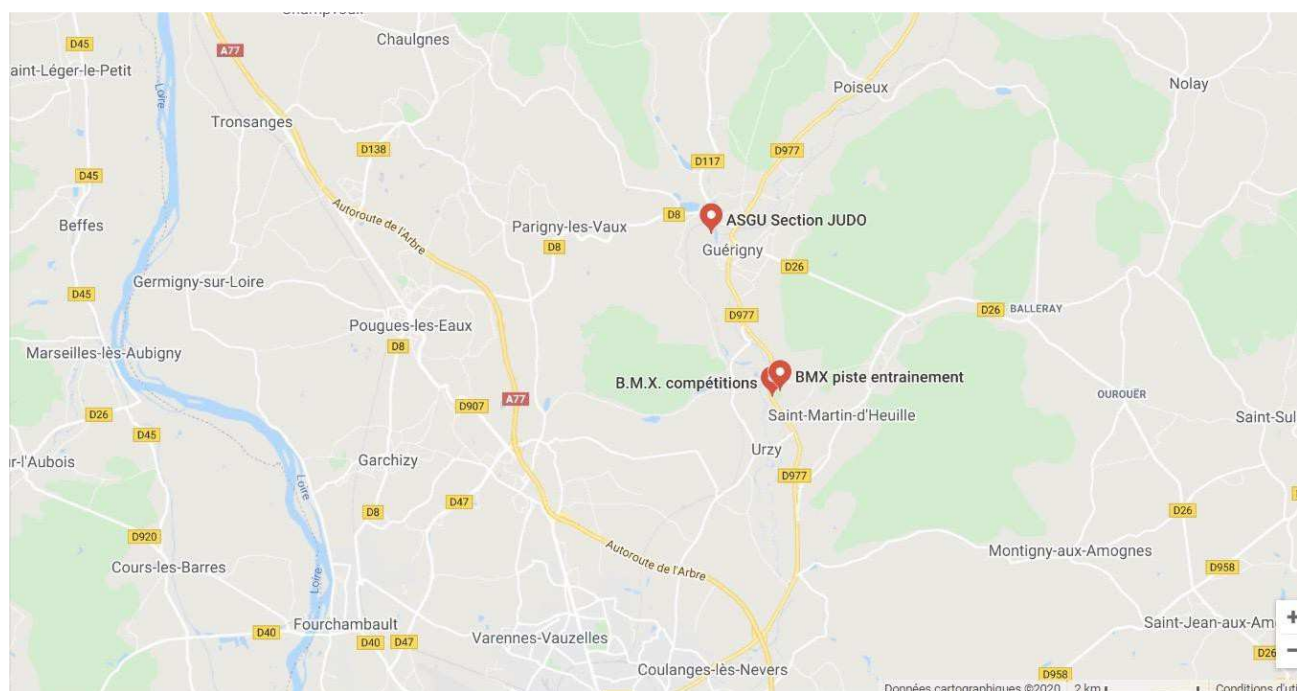 Champvoux
D45
A77
Chaulgnes
aint-Léger-le-Petit
Poiseux
Nolay
Loire
Tronsanges
D138
D977
D117
D45
Autoroute de l'Arbre
Beffes
Parigny-les-Vaux
D8
ASGU Section JUDO
D8
Guérigny
D26
Germigny-sur-Loire
D45
D977
D26
BALLERAY
Pougues-les-Eaux
D8
Marseilles-lès-Aubigny
B.M.X. compétitions
BMX piste entrainement
A77
OUROUËR
D26
D907
Saint-Martin-d'Heuille
Saint-Sul
D45
Urzy
r-l'Aubois
Garchizy
Loire
D977
D47
D8
D26
D920
Montigny-aux-Amognes
Autoroute de l'Arbre
Cours-les-Barres
D958
Loire
Fourchambault
Saint-Jean-aux-Am
D40
D40
D47
Varennes-Vauzelles
D26
Coulanges-lès-Nevers
D958
Données cartographiques ©2020
2 km
Conditions d'uti
+
−